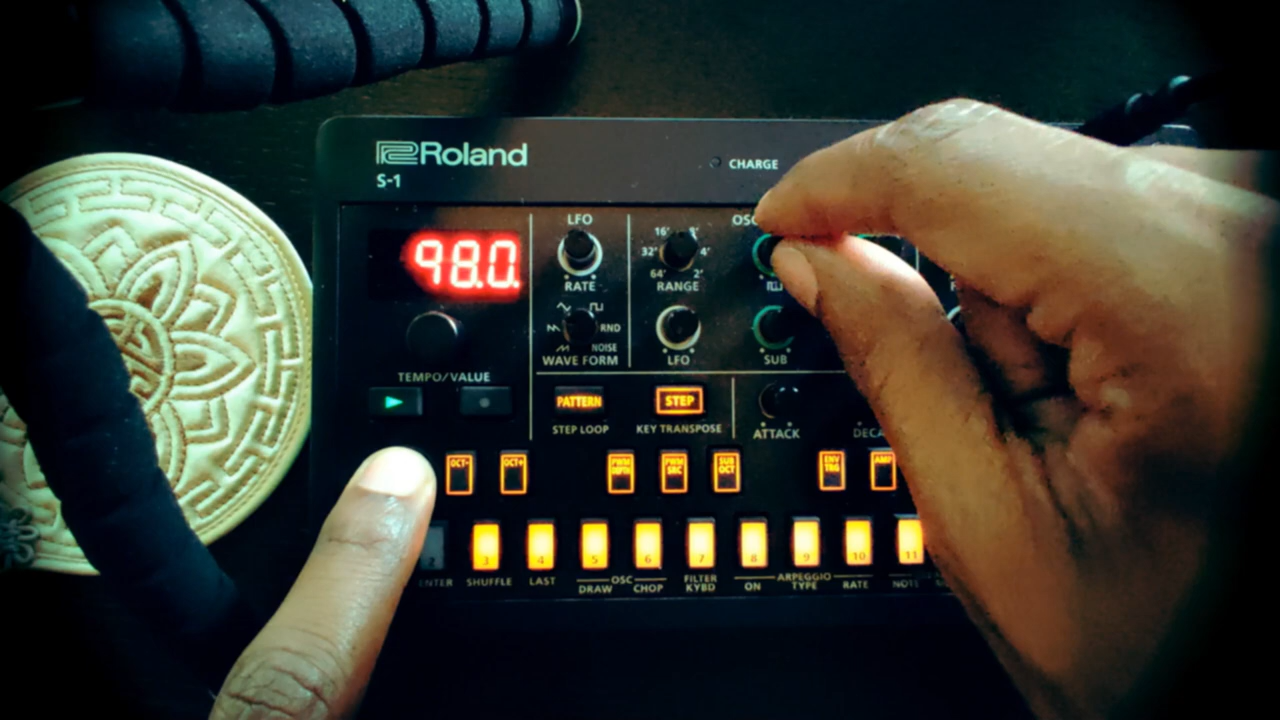 Roland
S-1
CHARGE
98.0.
LFO
RATE
RND
NOISE
WAVE FORM
16' 8'
32' 4'
64' 2'
RANGE
LFO
OSC
SUB
TEMPO/VALUE
PATTERN
STEP
STEP LOOP
KEY TRANSPOSE
ATTACK
DECA
OCT-
OCT+
PWM DEPTH
PWM SRC
SUB OCT
ENV TRG
AMP
2 3 4 5 6 7 8 9 10 11
ENTER
SHUFFLE
LAST
DRAW
OSC
CHOP
FILTER KYBD
ON
ARPEGGIO TYPE
RATE
NOTE